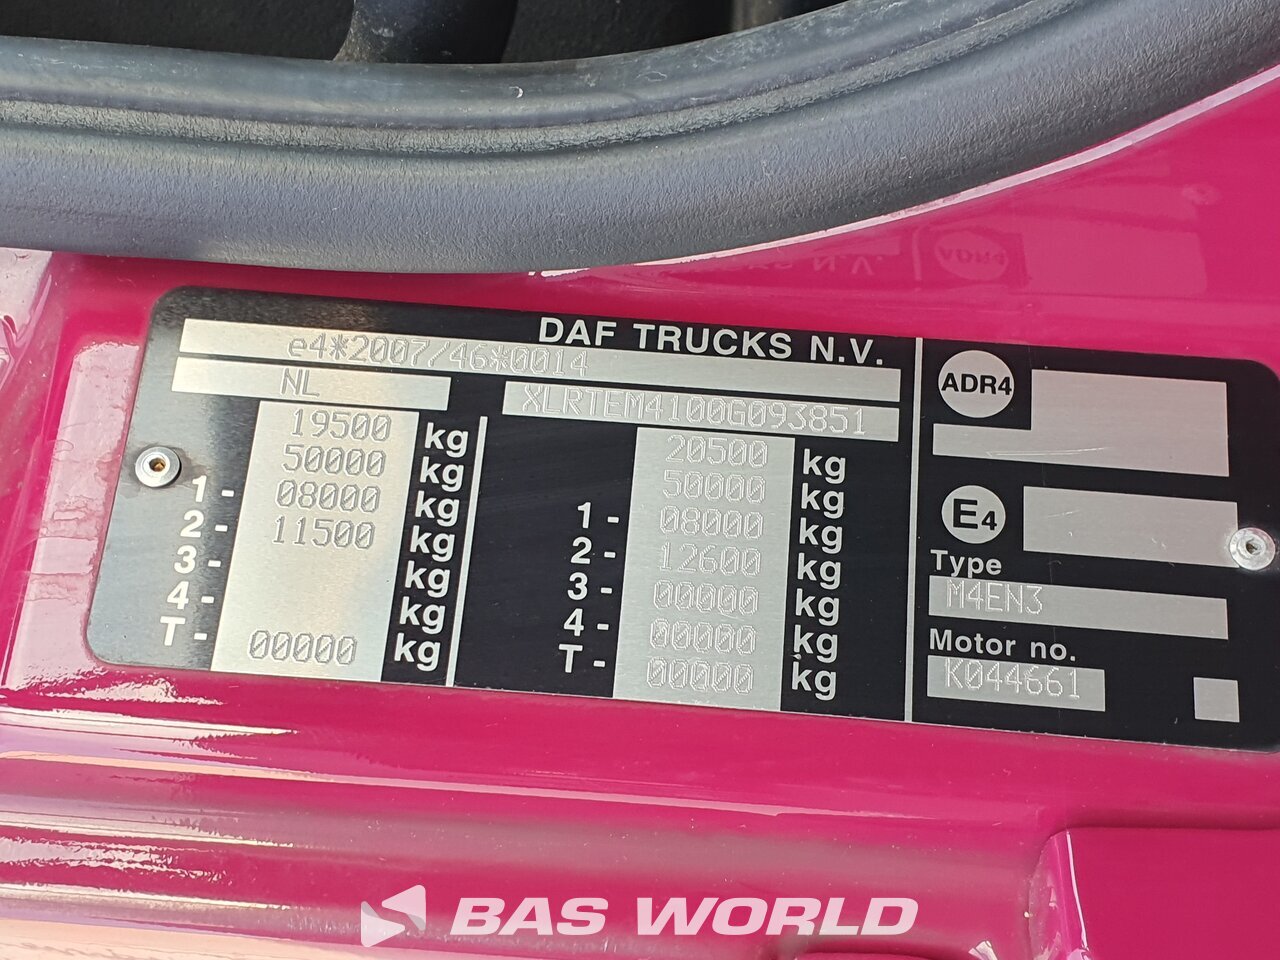 DAF TRUCKS N.V.
e4*2007/46*0014
NL
XLRTEM4100G093851
19500 kg
50000 kg
1- 08000 kg
2- 11500 kg
3- kg
4- kg
T- 00000 kg
20500 kg
50000 kg
1- 08000 kg
2- 12600 kg
3- 00000 kg
4- 00000 kg
T- 00000 kg
ADR4
E4
Type
M4EN3
Motor no.
K044661
BAS WORLD